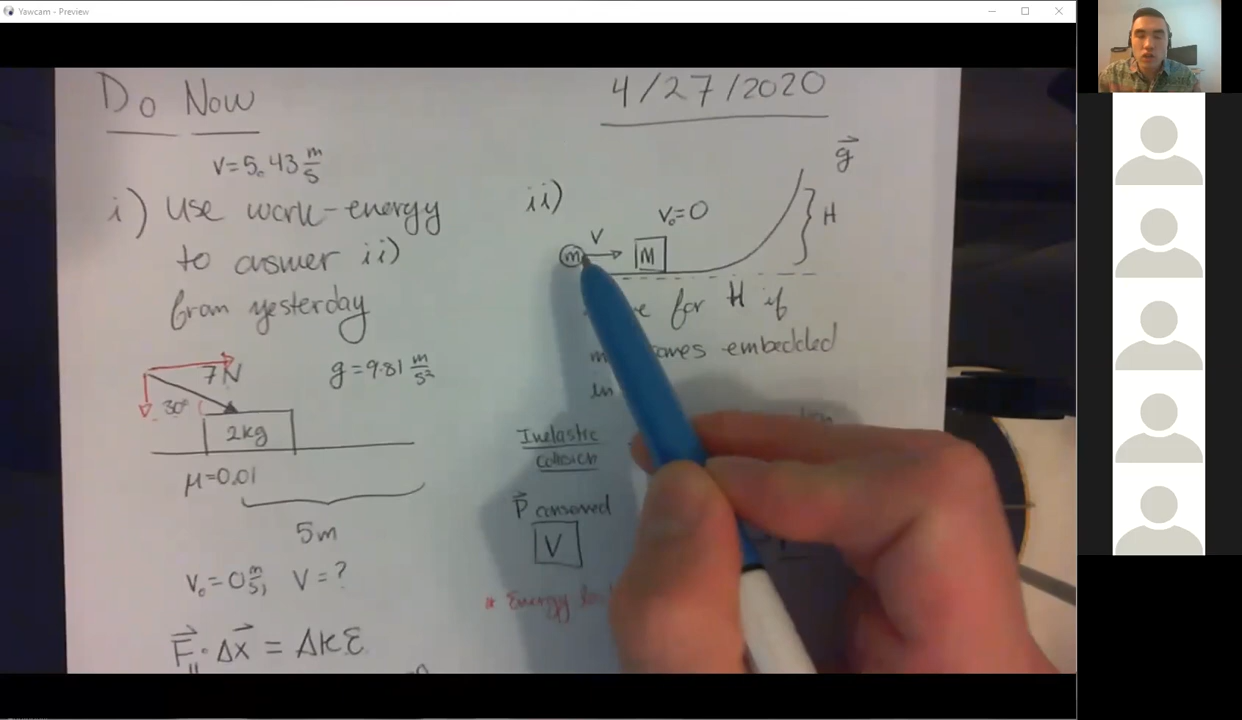 Yawcam - Preview
Do Now
4/27/2020
v=5.43 m/s
i) Use work-energy
to answer ii)
from yesterday
7N
30°
g=9.81 m/s²
2kg
μ=0.01
5m
V₀=0 m/s, V=?
F⃗·Δx⃗ = ΔKE
ii)
g⃗
V₀=0
H
V
m
M
for H if
embedded
in
Inelastic
Collision
P⃗ conserved
V
* Energy